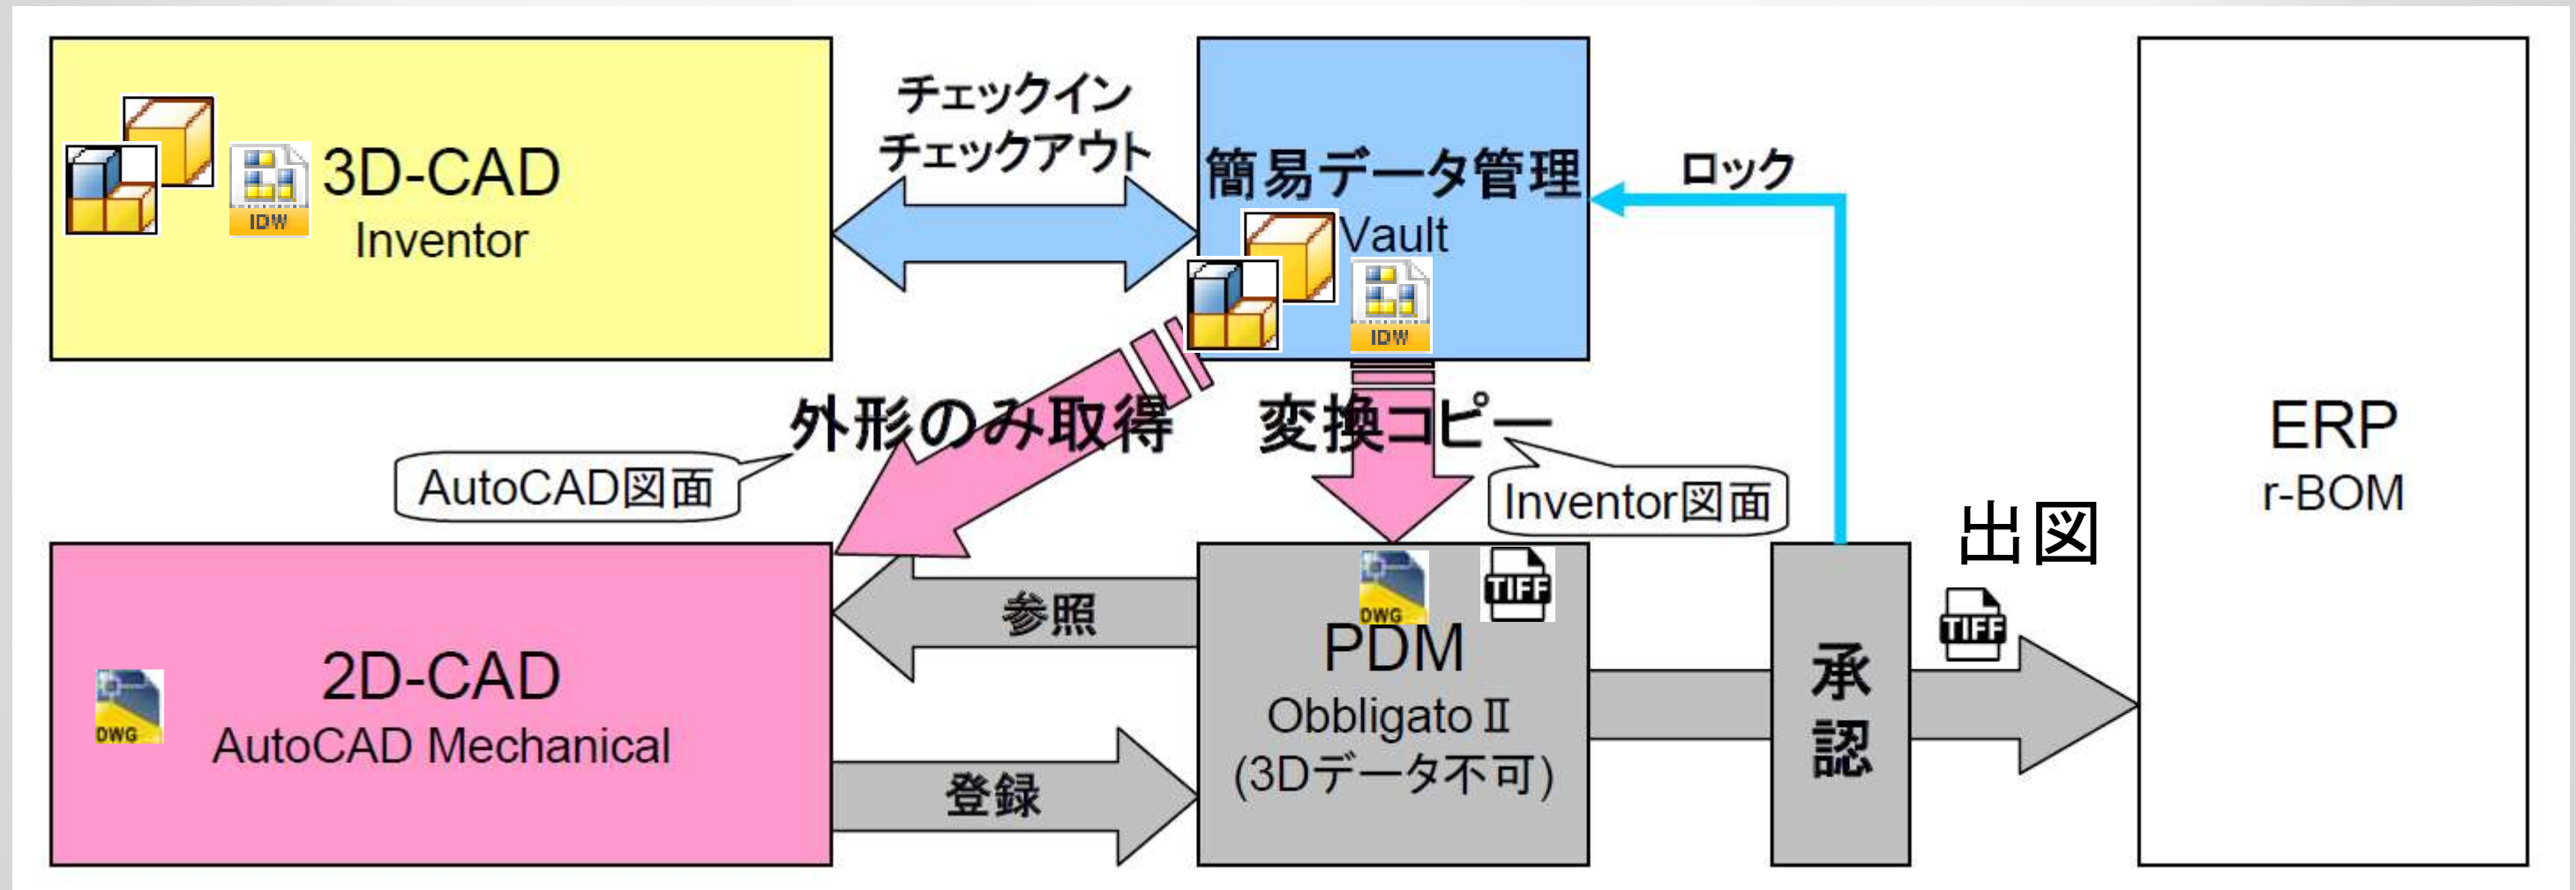 3D-CAD
Inventor
IDW
チェックイン
チェックアウト
簡易データ管理
Vault
IDW
ロック
ERP
r-BOM
外形のみ取得
変換コピー
AutoCAD図面
Inventor図面
出図
TIFF
2D-CAD
AutoCAD Mechanical
DWG
参照
登録
DWG
TIFF
PDM
ObbligatoⅡ
(3Dデータ不可)
承
認